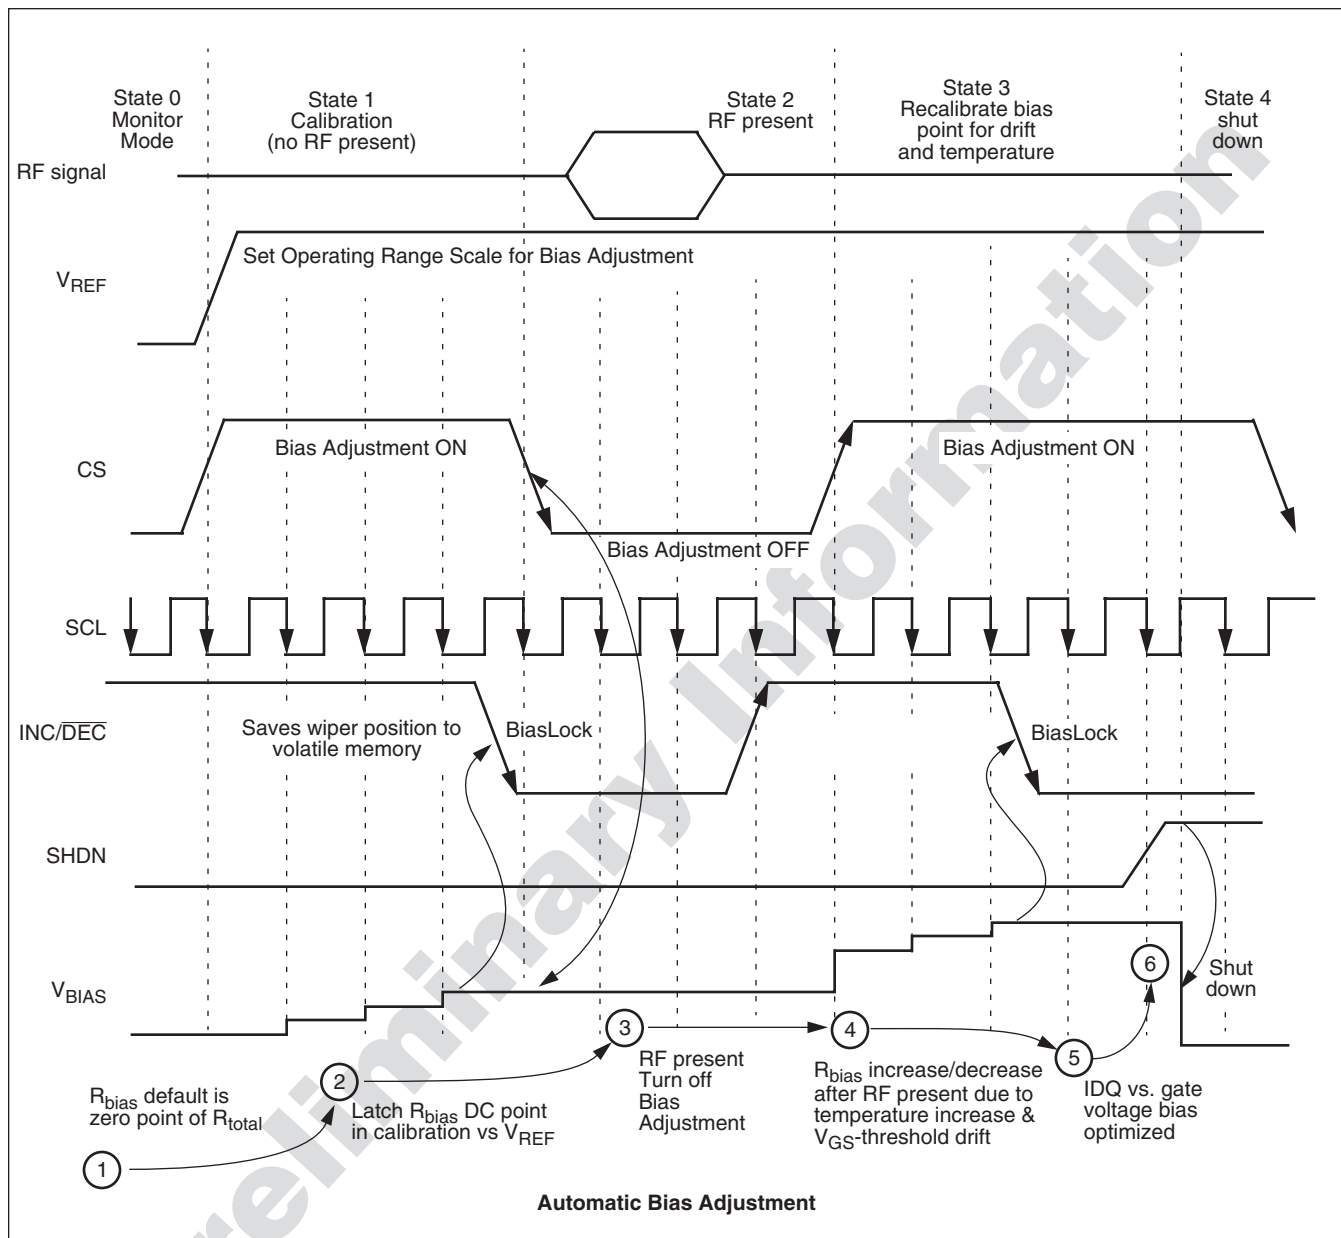 State 0
Monitor
Mode
State 1
Calibration
(no RF present)
State 2
RF present
State 3
Recalibrate bias
point for drift
and temperature
State 4
shut
down
RF signal
Set Operating Range Scale for Bias Adjustment
VREF
Bias Adjustment ON
Bias Adjustment ON
CS
Bias Adjustment OFF
SCL
INC/DEC
Saves wiper position to
volatile memory
BiasLock
BiasLock
SHDN
VBIAS
Shut
down
1
2
3
4
5
6
Rbias default is
zero point of Rtotal
Latch Rbias DC point
in calibration vs VREF
RF present
Turn off
Bias
Adjustment
Rbias increase/decrease
after RF present due to
temperature increase &
VGS-threshold drift
IDQ vs. gate
voltage bias
optimized
Automatic Bias Adjustment
reliminary Information